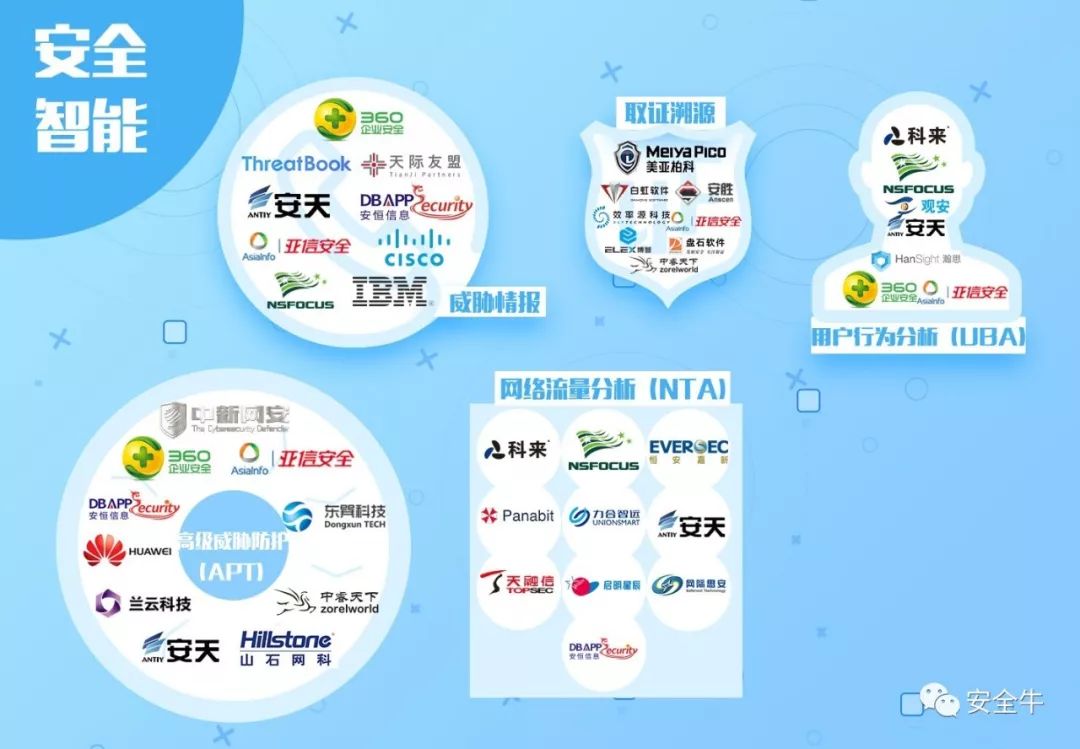 安全
智能
360
企业安全
ThreatBook
天际友盟
TianJi Partners
ANTIY 安天
DBAPPSecurity
安恒信息
AsiaInfo 亚信安全
CISCO
NSFOCUS
IBM
威胁情报
取证溯源
Meiya Pico
美亚柏科
白虹软件
安胜
Anscen
效率源科技
AsiaInfo 亚信安全
博智
盘石软件
中睿天下
zorelworld
科来
NSFOCUS
观安
ANTIY 安天
HanSight 瀚思
360
企业安全
AsiaInfo 亚信安全
用户行为分析(UBA)
中新网安
The Cybersecurity Defender
360
企业安全
AsiaInfo 亚信安全
DBAPPSecurity
安恒信息
东巽科技
Dongxun TECH
HUAWEI
高级威胁防护
(APT)
兰云科技
中睿天下
zorelworld
ANTIY 安天
Hillstone
山石网科
网络流量分析(NTA)
科来
NSFOCUS
EVERSEC
恒安嘉新
Panabit
力合智远
UNIONSMART
ANTIY 安天
天融信
TOPSEC
启明星辰
网际思安
DBAPPSecurity
安恒信息
安全牛